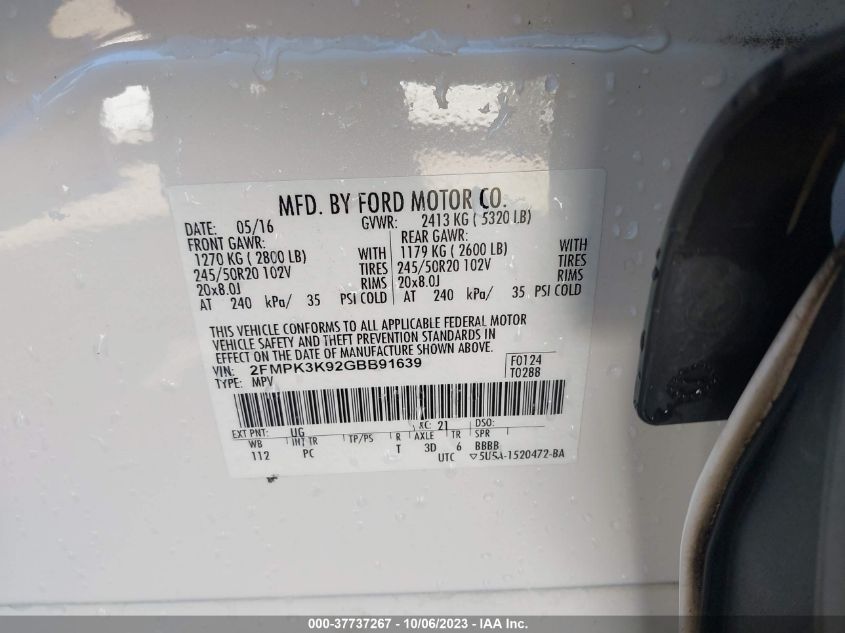 MFD. BY FORD MOTOR CO.
DATE: 05/16 GVWR: 2413 KG ( 5320 LB)
FRONT GAWR: REAR GAWR:
1270 KG ( 2800 LB) WITH 1179 KG ( 2600 LB) WITH
245/50R20 102V TIRES 245/50R20 102V TIRES
20x8.0J RIMS 20x8.0J RIMS
AT 240 kPa/ 35 PSI COLD AT 240 kPa/ 35 PSI COLD
THIS VEHICLE CONFORMS TO ALL APPLICABLE FEDERAL MOTOR
VEHICLE SAFETY AND THEFT PREVENTION STANDARDS IN
EFFECT ON THE DATE OF MANUFACTURE SHOWN ABOVE.
VIN: 2FMPK3K92GBB91639 F0124
TYPE: MPV T0288
EXT PNT: UG RC: 21 DSO:
WB INT TR TP/PS R AXLE TR SPR
112 PC T 3D 6 BBBB
UTC ▽5U5A-1520472-BA
000-37737267 - 10/06/2023 - IAA Inc.